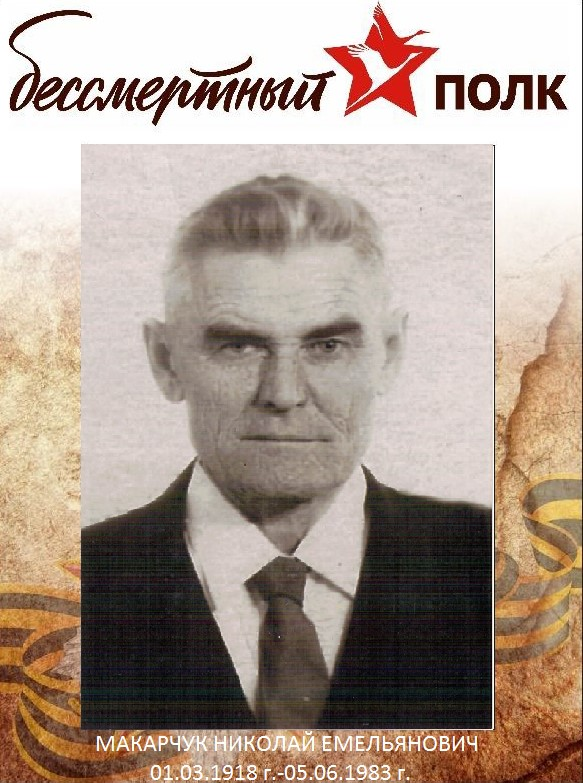 бессмертный полк
МАКАРЧУК НИКОЛАЙ ЕМЕЛЬЯНОВИЧ
01.03.1918 г.-05.06.1983 г.